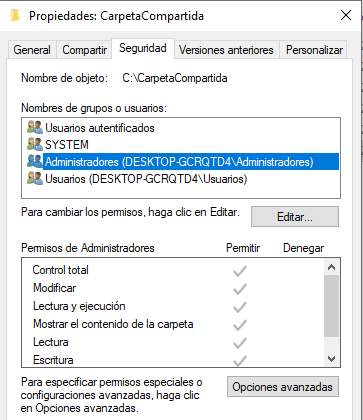 Propiedades: CarpetaCompartida
General Compartir Seguridad Versiones anteriores Personalizar
Nombre de objeto: C:\CarpetaCompartida
Nombres de grupos o usuarios:
Usuarios autentificados
SYSTEM
Administradores (DESKTOP-GCRQTD4\Administradores)
Usuarios (DESKTOP-GCRQTD4\Usuarios)
Para cambiar los permisos, haga clic en Editar. Editar...
Permisos de Administradores Permitir Denegar
Control total
Modificar
Lectura y ejecución
Mostrar el contenido de la carpeta
Lectura
Escritura
Para especificar permisos especiales o
configuraciones avanzadas, haga clic
en Opciones avanzadas.
Opciones avanzadas